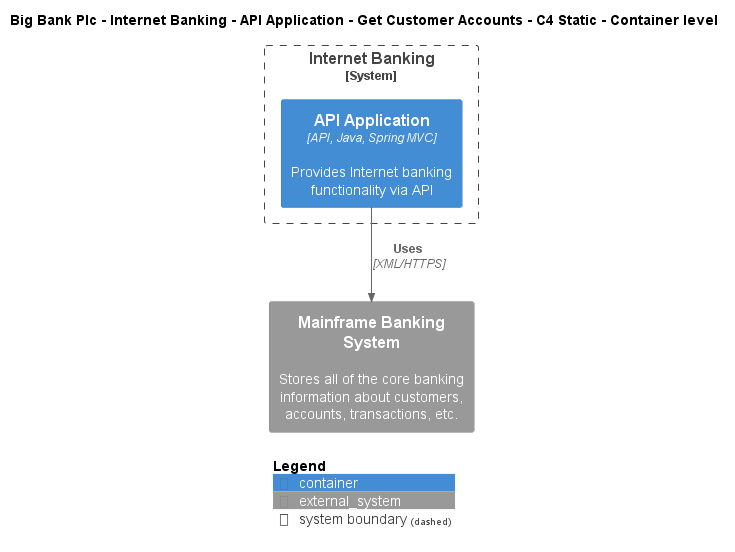 Big Bank Plc - Internet Banking - API Application - Get Customer Accounts - C4 Static - Container level
Internet Banking
[System]
API Application
[API, Java, Spring MVC]
Provides Internet banking
functionality via API
Uses
[XML/HTTPS]
Mainframe Banking
System
Stores all of the core banking
information about customers,
accounts, transactions, etc.
Legend
container
external_system
system boundary (dashed)